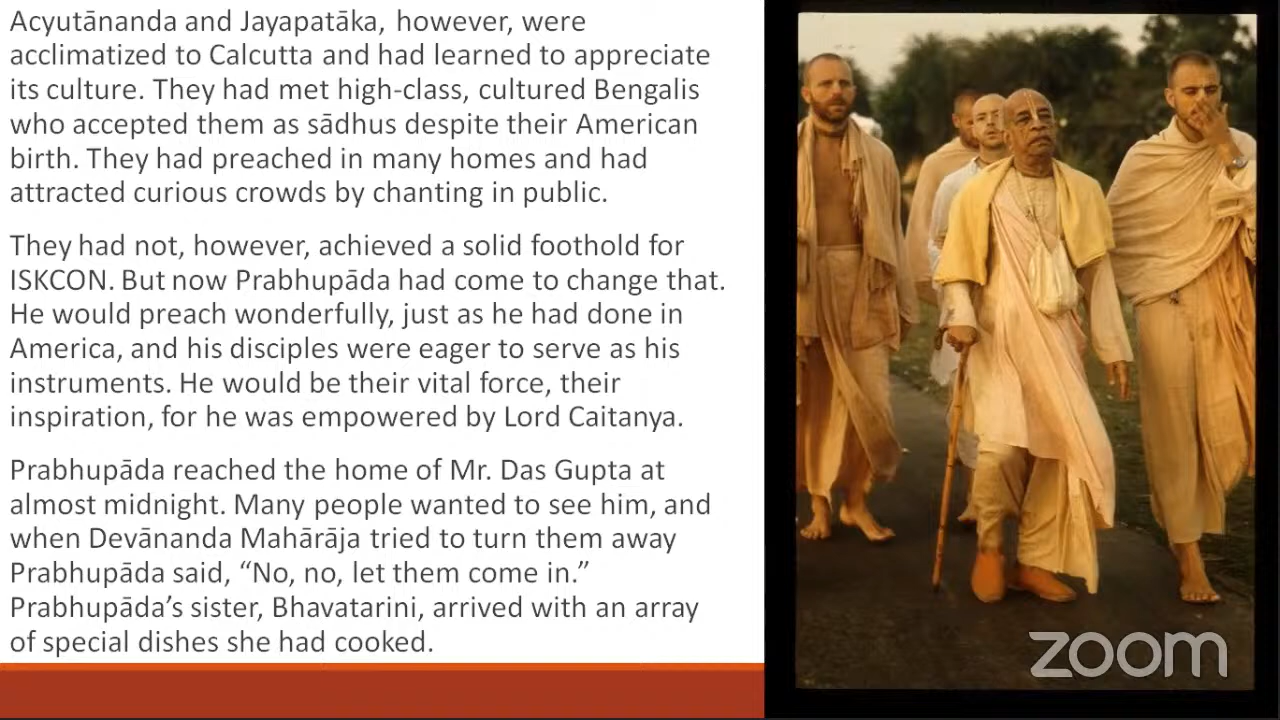 Acyutānanda and Jayapatāka, however, were
acclimatized to Calcutta and had learned to appreciate
its culture. They had met high-class, cultured Bengalis
who accepted them as sādhus despite their American
birth. They had preached in many homes and had
attracted curious crowds by chanting in public.
They had not, however, achieved a solid foothold for
ISKCON. But now Prabhupāda had come to change that.
He would preach wonderfully, just as he had done in
America, and his disciples were eager to serve as his
instruments. He would be their vital force, their
inspiration, for he was empowered by Lord Caitanya.
Prabhupāda reached the home of Mr. Das Gupta at
almost midnight. Many people wanted to see him, and
when Devānanda Mahārāja tried to turn them away
Prabhupāda said, “No, no, let them come in.”
Prabhupāda’s sister, Bhavatarini, arrived with an array
of special dishes she had cooked.
zoom